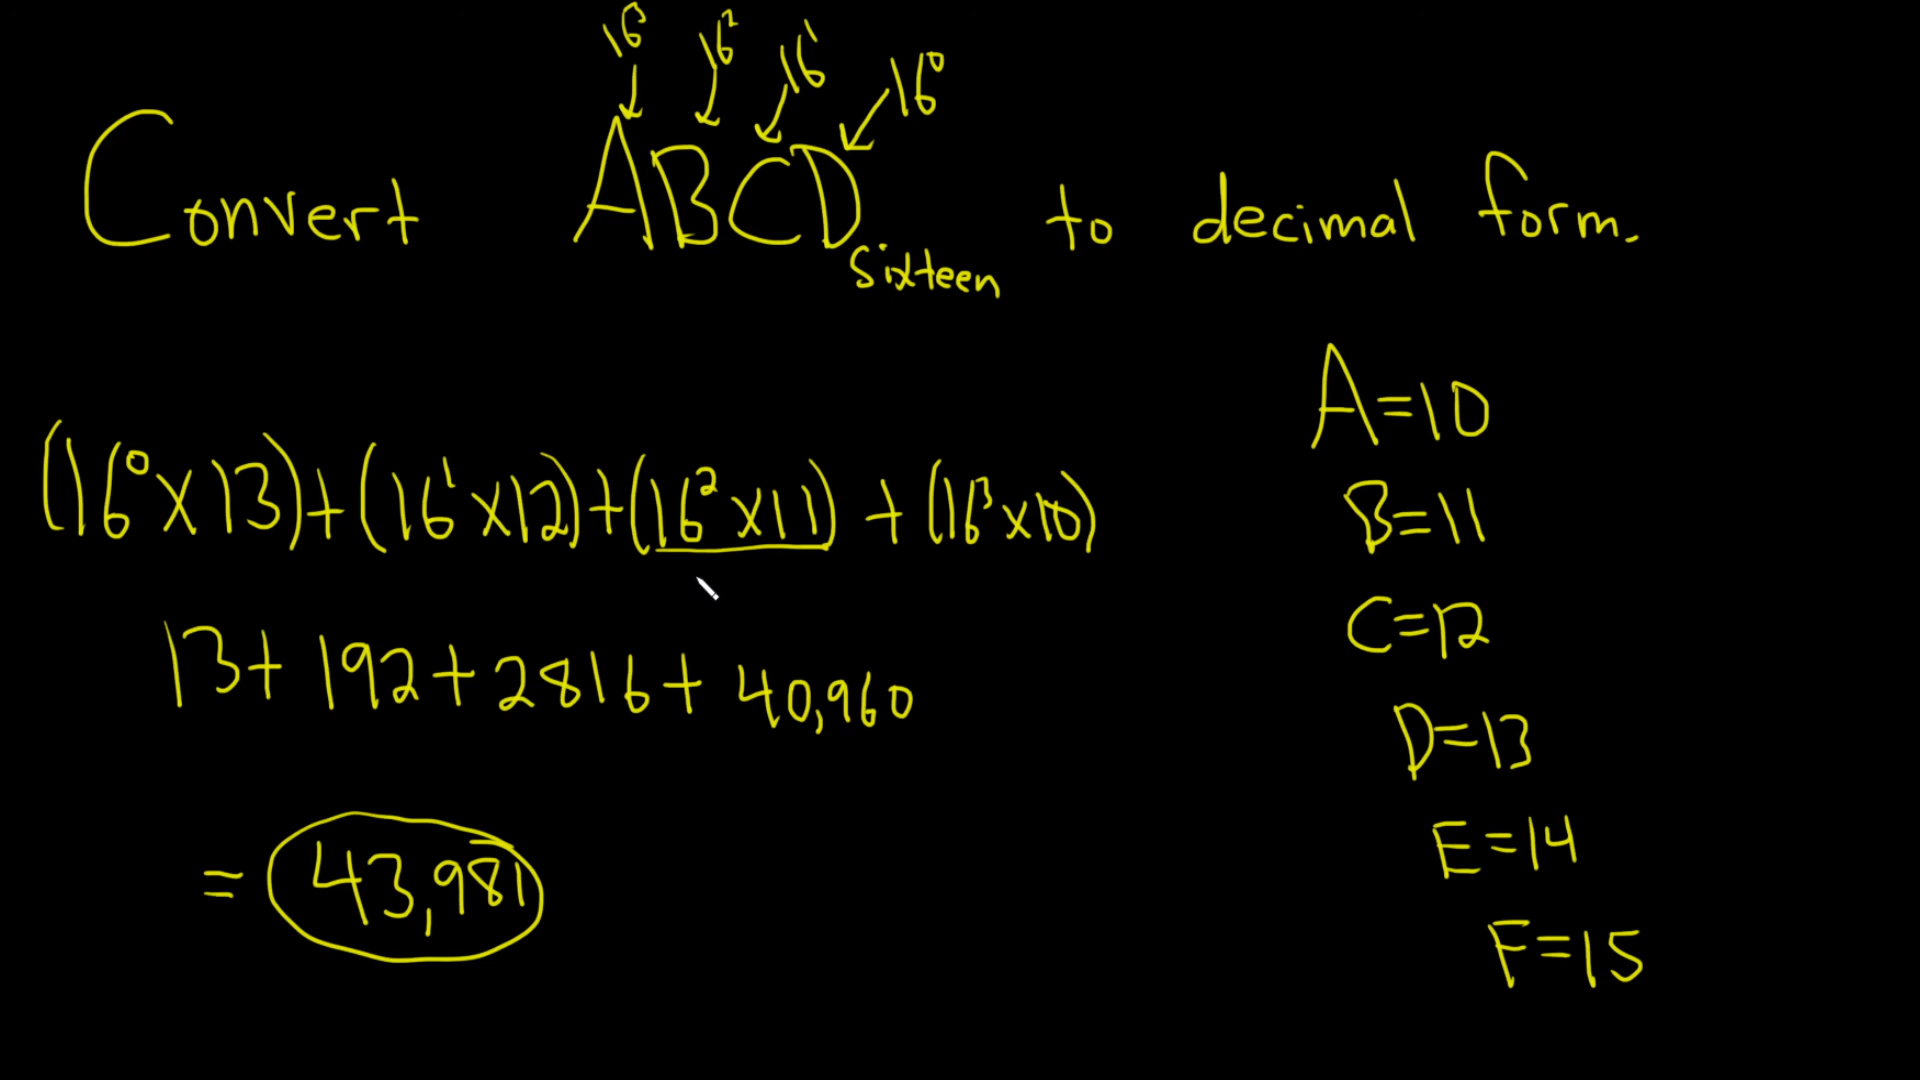 16³ 16² 16¹ 16⁰
Convert ABCD sixteen to decimal form.
A=10
(16⁰x13)+(16¹x12)+(16²x11)+(16³x10)
B=11
C=12
13+192+2816+40,960
D=13
E=14
=43,981
F=15